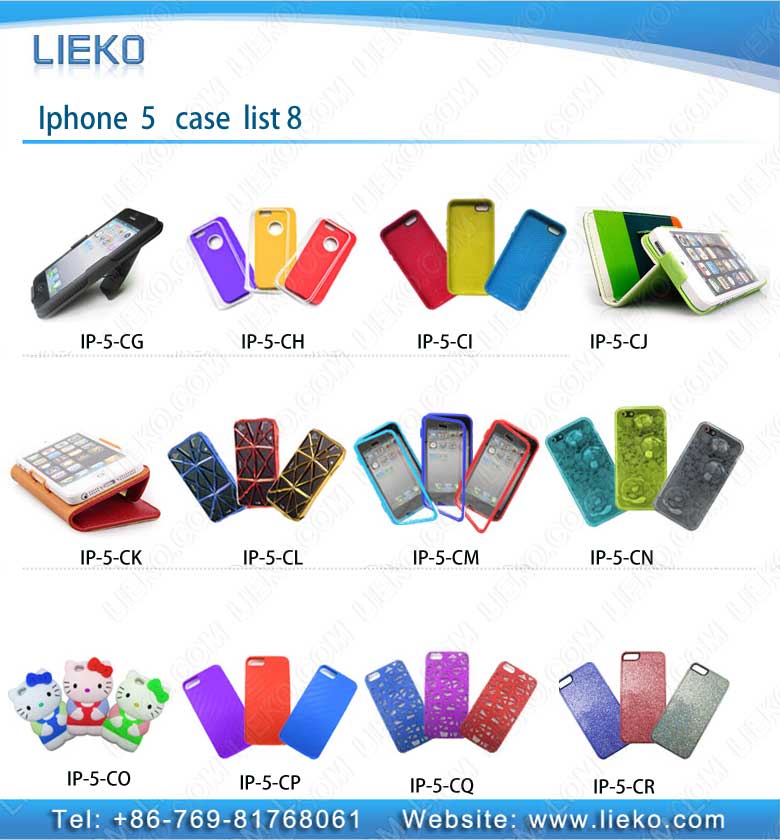 LIEKO
Iphone 5 case list 8
IP-5-CG IP-5-CH IP-5-CI IP-5-CJ
IP-5-CK IP-5-CL IP-5-CM IP-5-CN
IP-5-CO IP-5-CP IP-5-CQ IP-5-CR
Tel: +86-769-81768061 Website: www.lieko.com
LIEKO.COM